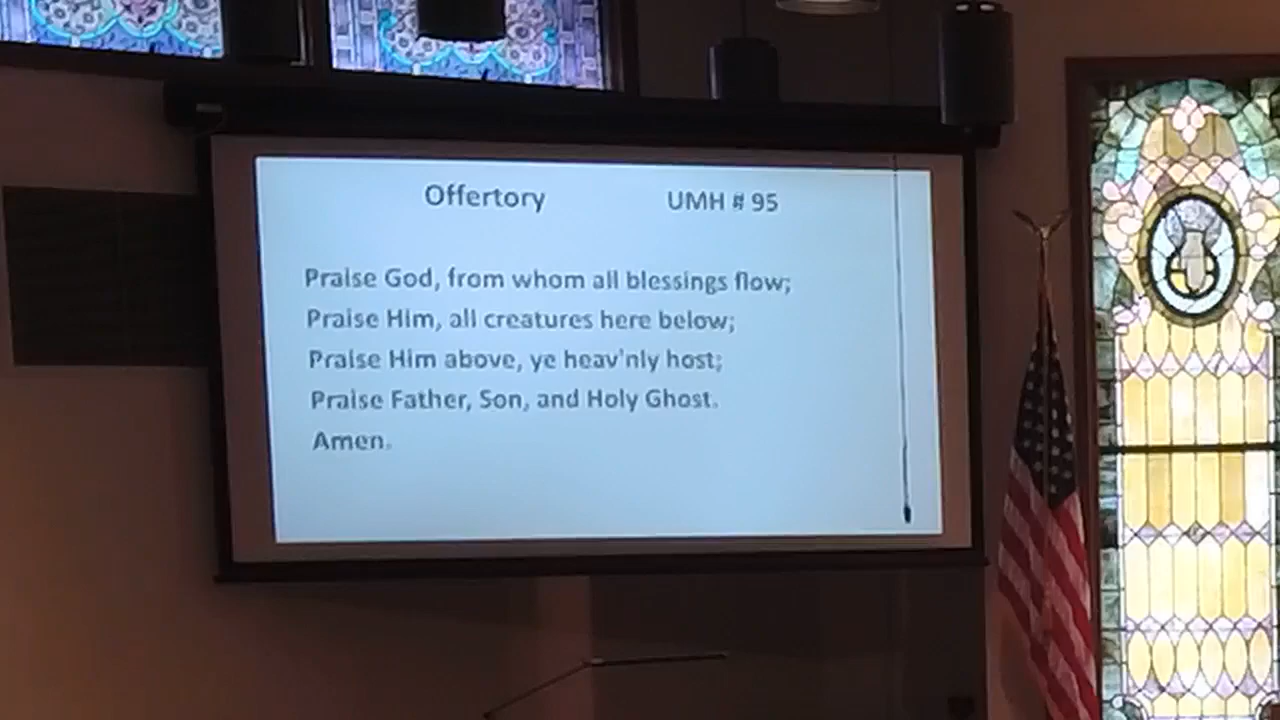 Offertory UMH # 95
Praise God, from whom all blessings flow;
Praise Him, all creatures here below;
Praise Him above, ye heav'nly host;
Praise Father, Son, and Holy Ghost.
Amen.